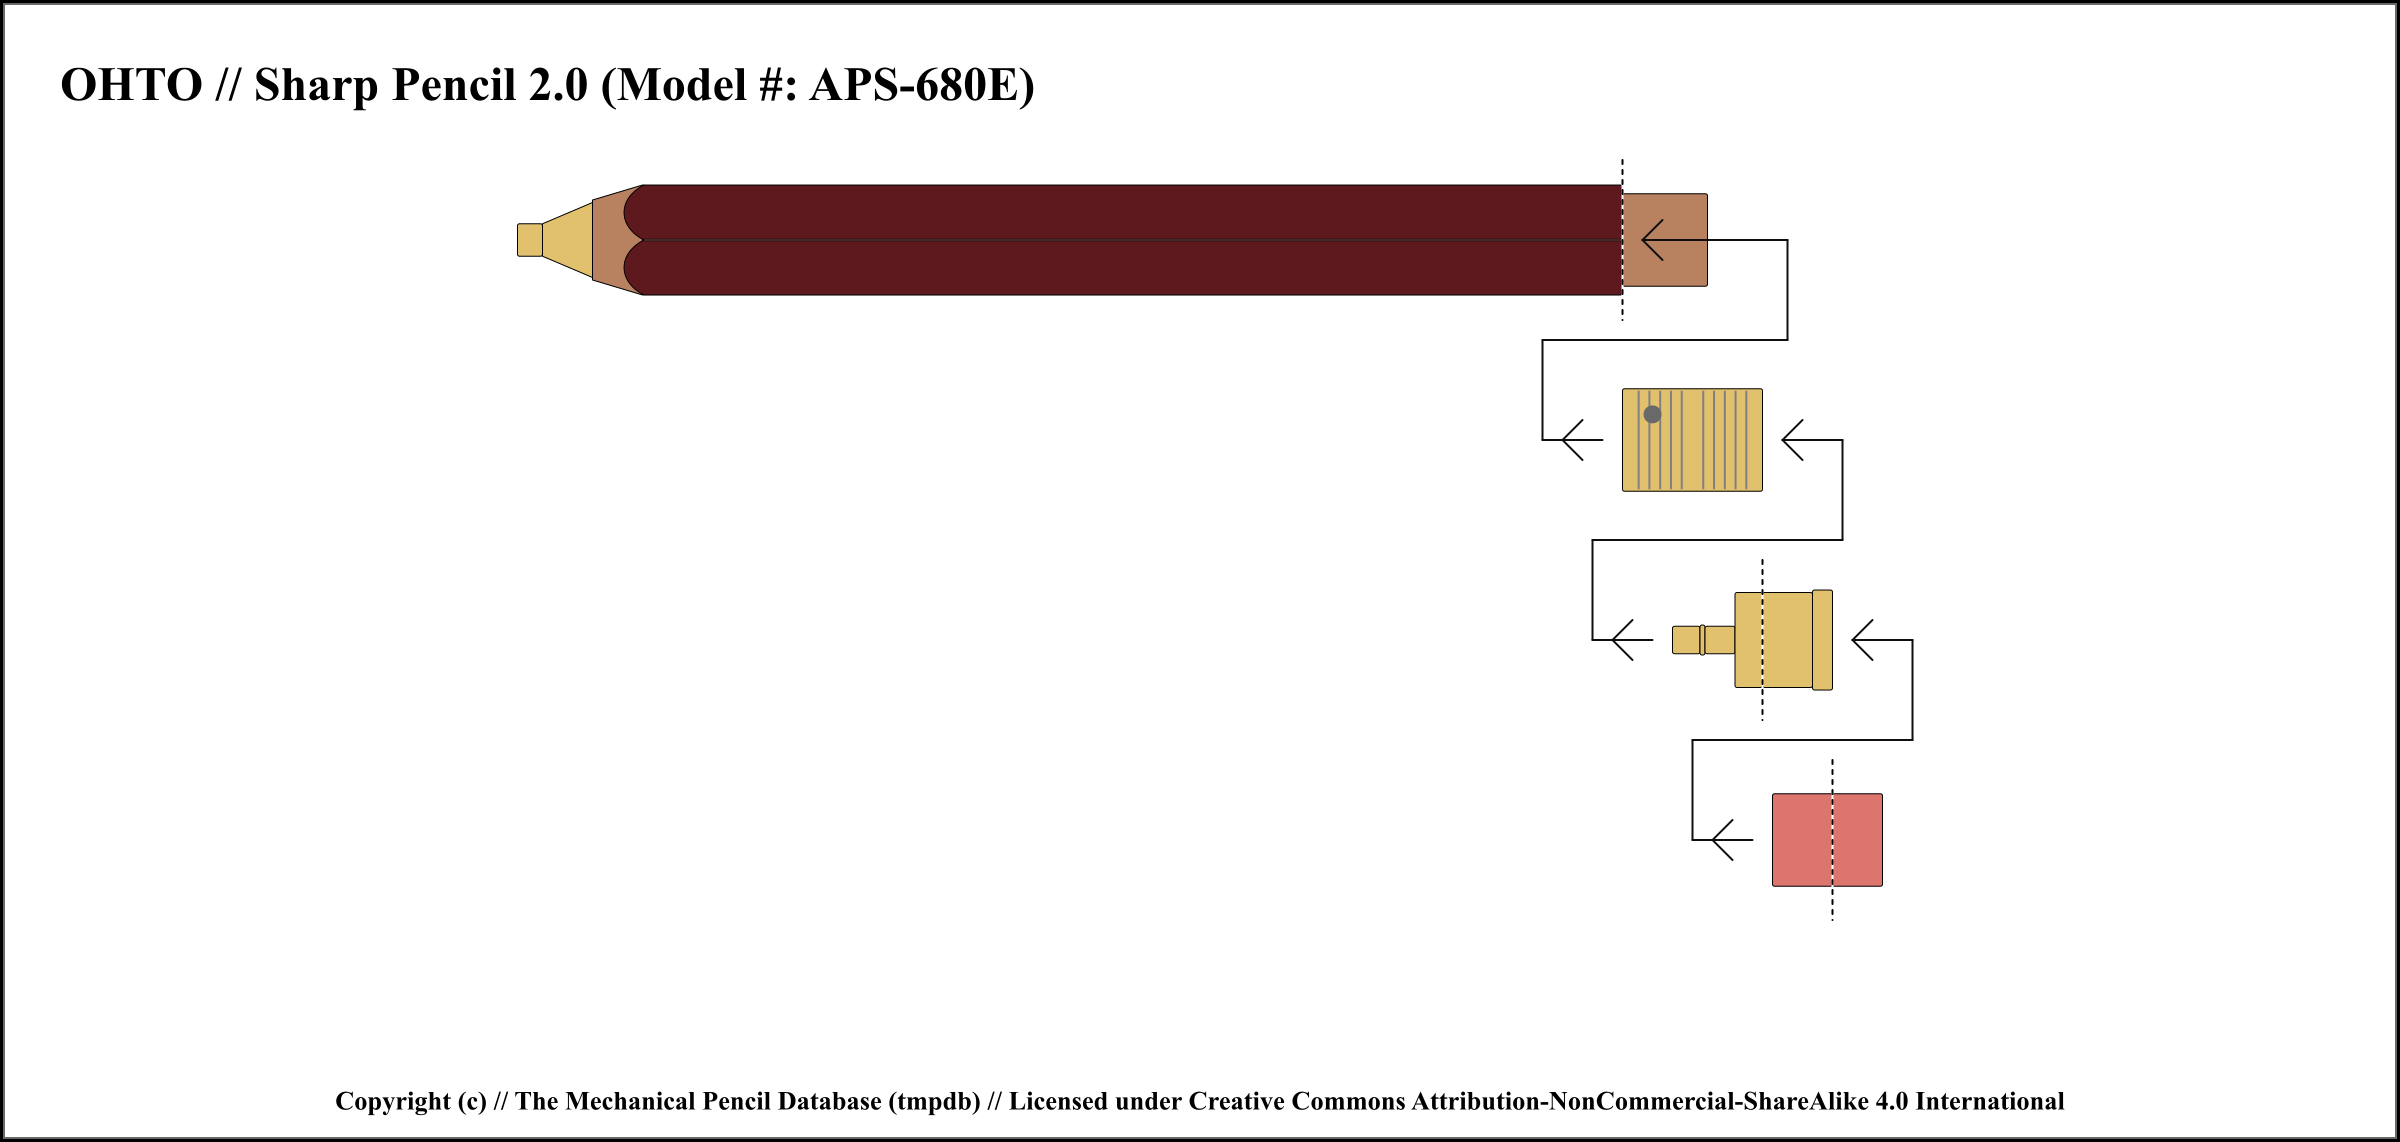 OHTO // Sharp Pencil 2.0 (Model #: APS-680E)
Copyright (c) // The Mechanical Pencil Database (tmpdb) // Licensed under Creative Commons Attribution-NonCommercial-ShareAlike 4.0 International